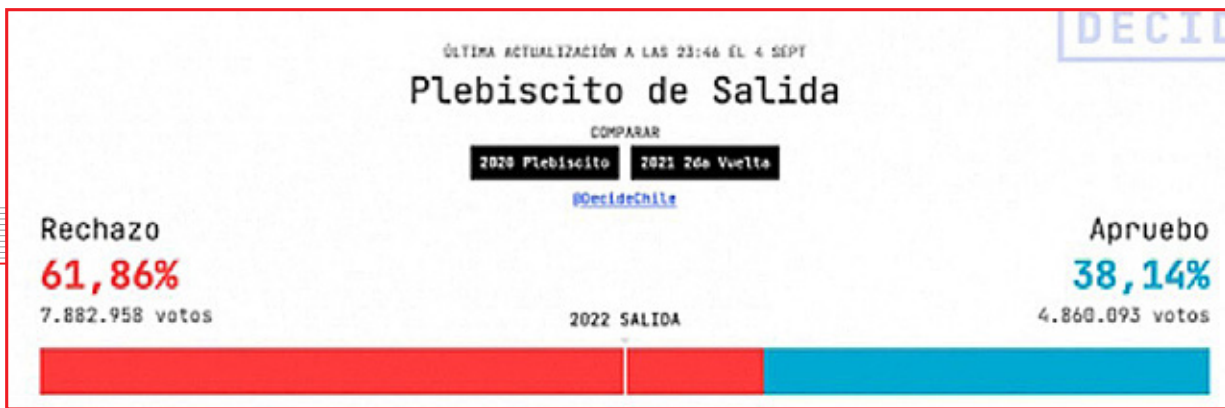 DECID
ÚLTIMA ACTUALIZACIÓN A LAS 23:46 EL 4 SEPT
Plebiscito de Salida
COMPARAR
2020 Plebiscito 2021 2da Vuelta
@DecideChile
Rechazo Apruebo
61,86% 38,14%
7.882.958 votos 2022 SALIDA 4.860.093 votos